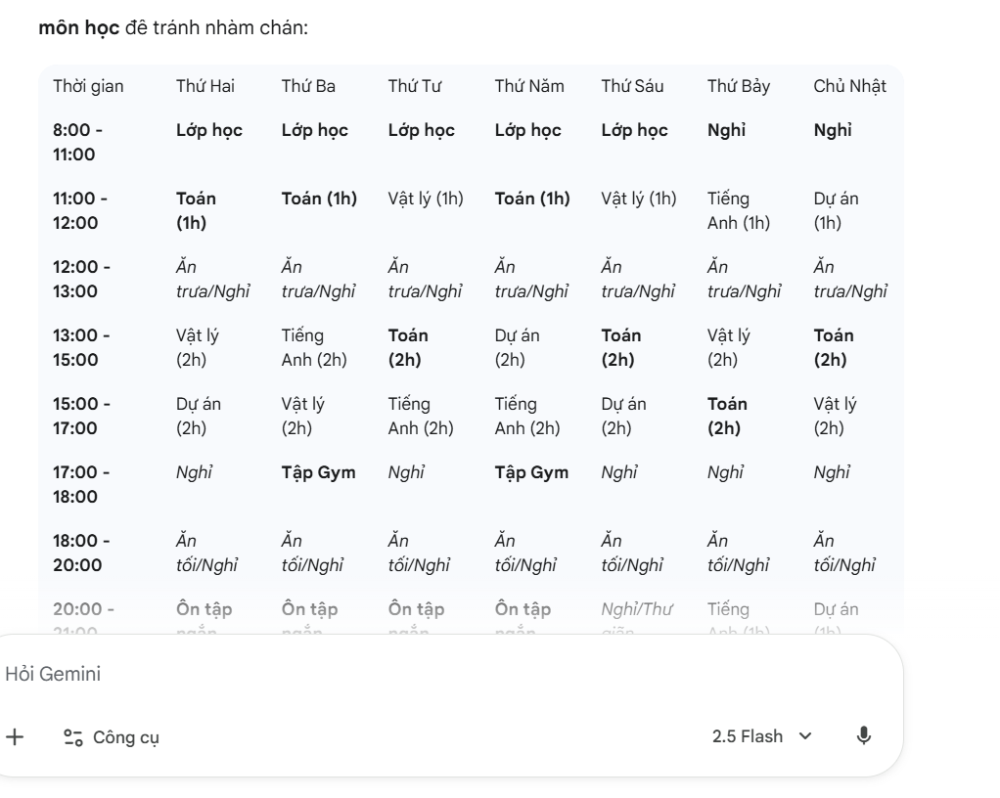 môn học để tránh nhàm chán:
Thời gian Thứ Hai Thứ Ba Thứ Tư Thứ Năm Thứ Sáu Thứ Bảy Chủ Nhật
8:00 - Lớp học Lớp học Lớp học Lớp học Lớp học Nghỉ Nghỉ
11:00
11:00 - Toán Toán (1h) Vật lý (1h) Toán (1h) Vật lý (1h) Tiếng Dự án
12:00 (1h) Anh (1h) (1h)
12:00 - Ăn Ăn Ăn Ăn Ăn Ăn Ăn
13:00 trưa/Nghỉ trưa/Nghỉ trưa/Nghỉ trưa/Nghỉ trưa/Nghỉ trưa/Nghỉ trưa/Nghỉ
13:00 - Vật lý Tiếng Toán Dự án Toán Vật lý Toán
15:00 (2h) Anh (2h) (2h) (2h) (2h) (2h) (2h)
15:00 - Dự án Vật lý Tiếng Tiếng Dự án Toán Vật lý
17:00 (2h) (2h) Anh (2h) Anh (2h) (2h) (2h) (2h)
17:00 - Nghỉ Tập Gym Nghỉ Tập Gym Nghỉ Nghỉ Nghỉ
18:00
18:00 - Ăn Ăn Ăn Ăn Ăn Ăn Ăn
20:00 tối/Nghỉ tối/Nghỉ tối/Nghỉ tối/Nghỉ tối/Nghỉ tối/Nghỉ tối/Nghỉ
20:00 - Ôn tập Ôn tập Ôn tập Ôn tập Nghỉ/Thư Tiếng Dự án
21:00 ngắn ngắn ngắn ngắn giãn Anh (1h) (1h)
Hỏi Gemini
Công cụ 2.5 Flash